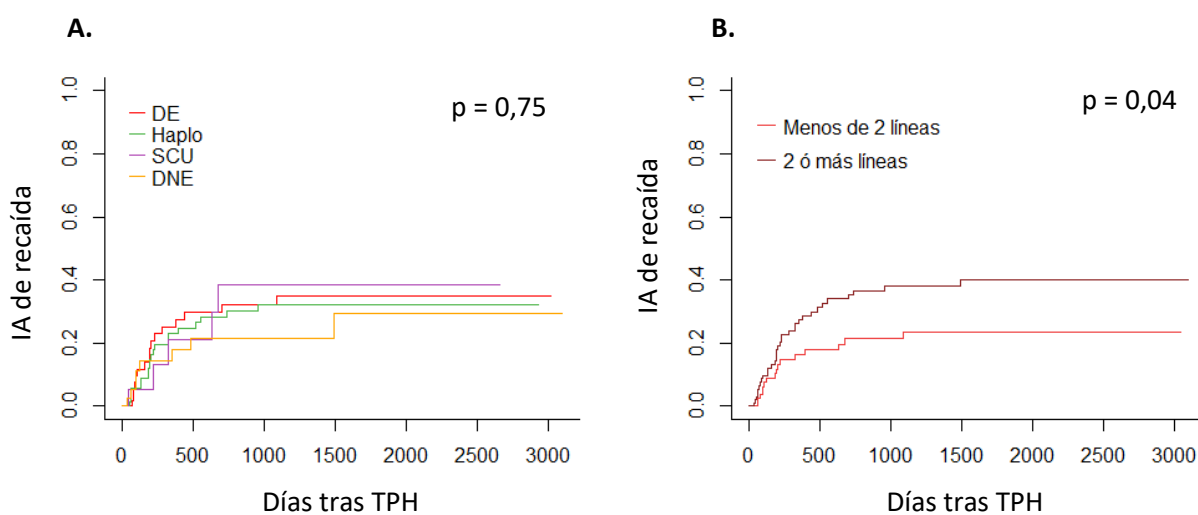 A.
B.
p = 0,75
DE
Haplo
SCU
DNE
IA de recaída
1.0
0.8
0.6
0.4
0.2
0.0
0 500 1000 1500 2000 2500 3000
Días tras TPH
p = 0,04
Menos de 2 líneas
2 ó más líneas
IA de recaída
1.0
0.8
0.6
0.4
0.2
0.0
0 500 1000 1500 2000 2500 3000
Días tras TPH